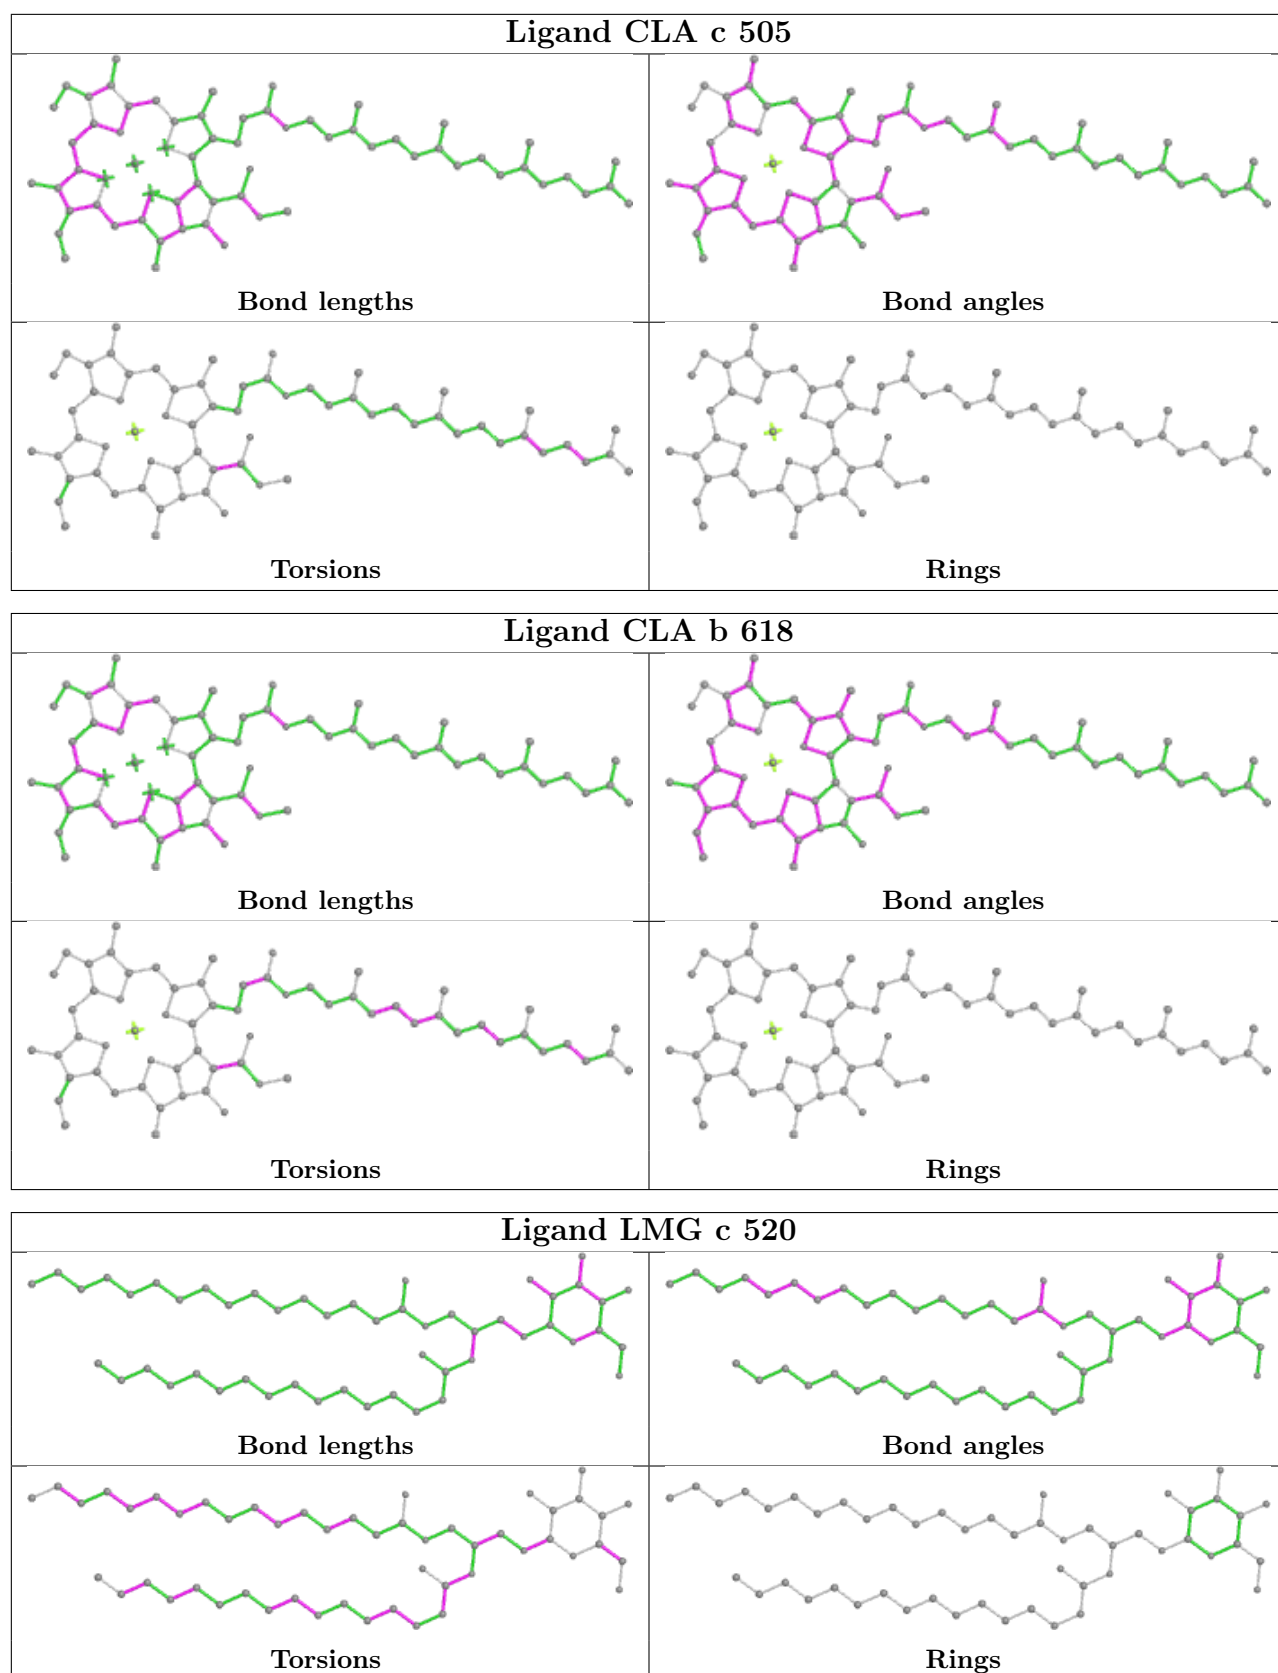 Ligand CLA c 505
Bond lengths
Bond angles
Torsions
Rings
Ligand CLA b 618
Bond lengths
Bond angles
Torsions
Rings
Ligand LMG c 520
Bond lengths
Bond angles
Torsions
Rings